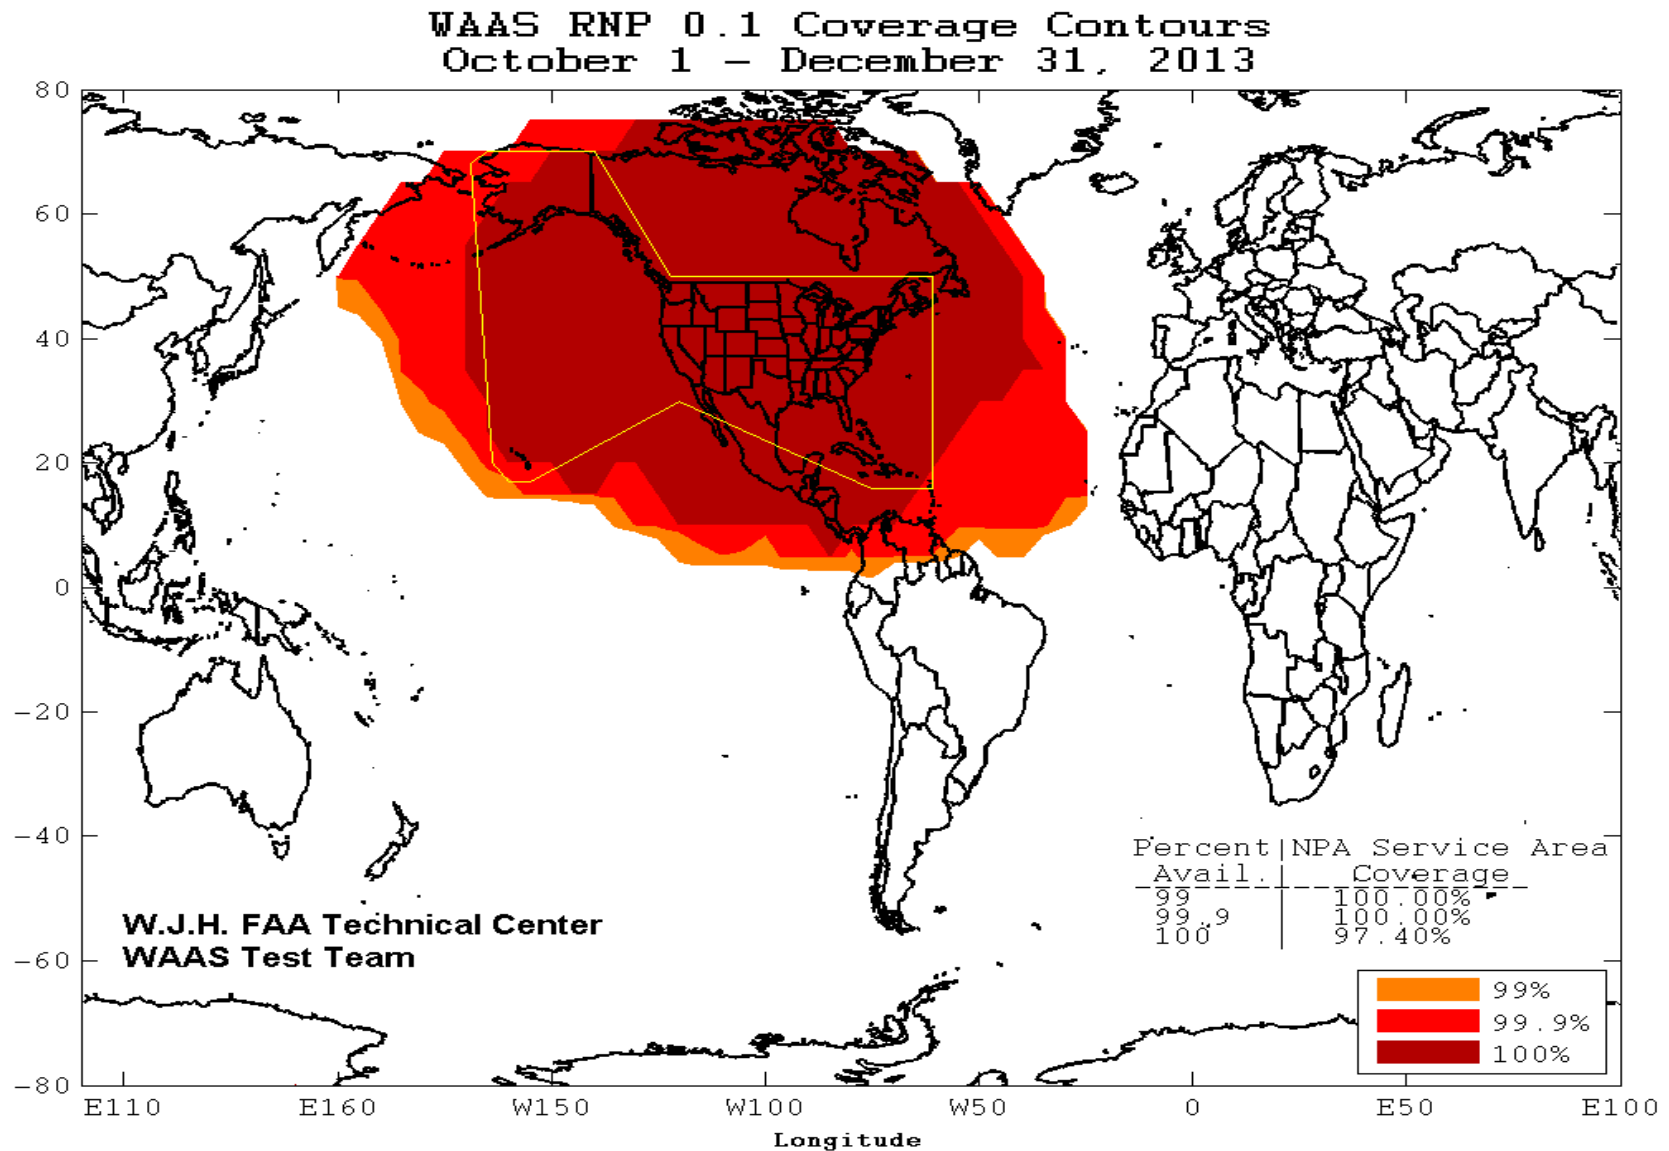 WAAS RNP 0.1 Coverage Contours
October 1 – December 31, 2013
80
60
40
20
0
-20
-40
-60
-80
Percent|NPA Service Area
Avail.| Coverage
99 | 100.00%
99.9 | 100.00%
100 | 97.40%
W.J.H. FAA Technical Center
WAAS Test Team
99%
99.9%
100%
E110 E160 W150 W100 W50 0 E50 E100
Longitude